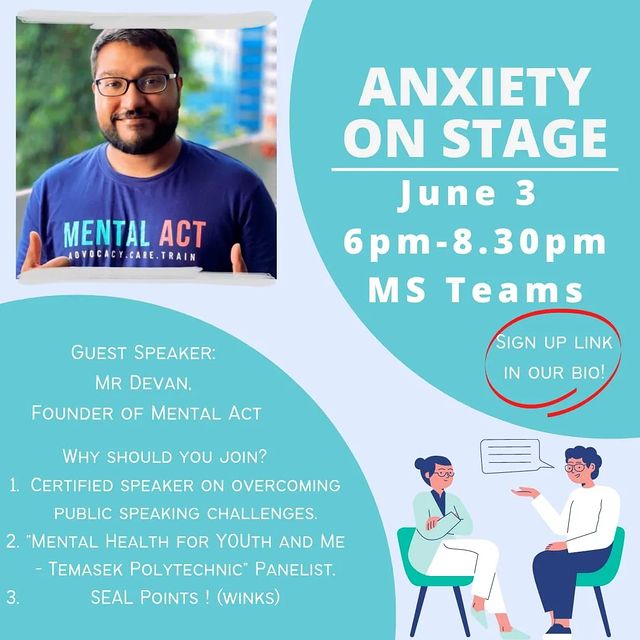 MENTAL ACT
ADVOCACY.CARE.TRAIN
ANXIETY
ON STAGE
June 3
6pm-8.30pm
MS Teams
Sign up link
in our bio!
Guest Speaker:
Mr Devan,
Founder of Mental Act
Why should you join?
1. Certified speaker on overcoming
public speaking challenges.
2. "Mental Health for YOUth and Me
- Temasek Polytechnic" Panelist.
3. SEAL Points ! (winks)